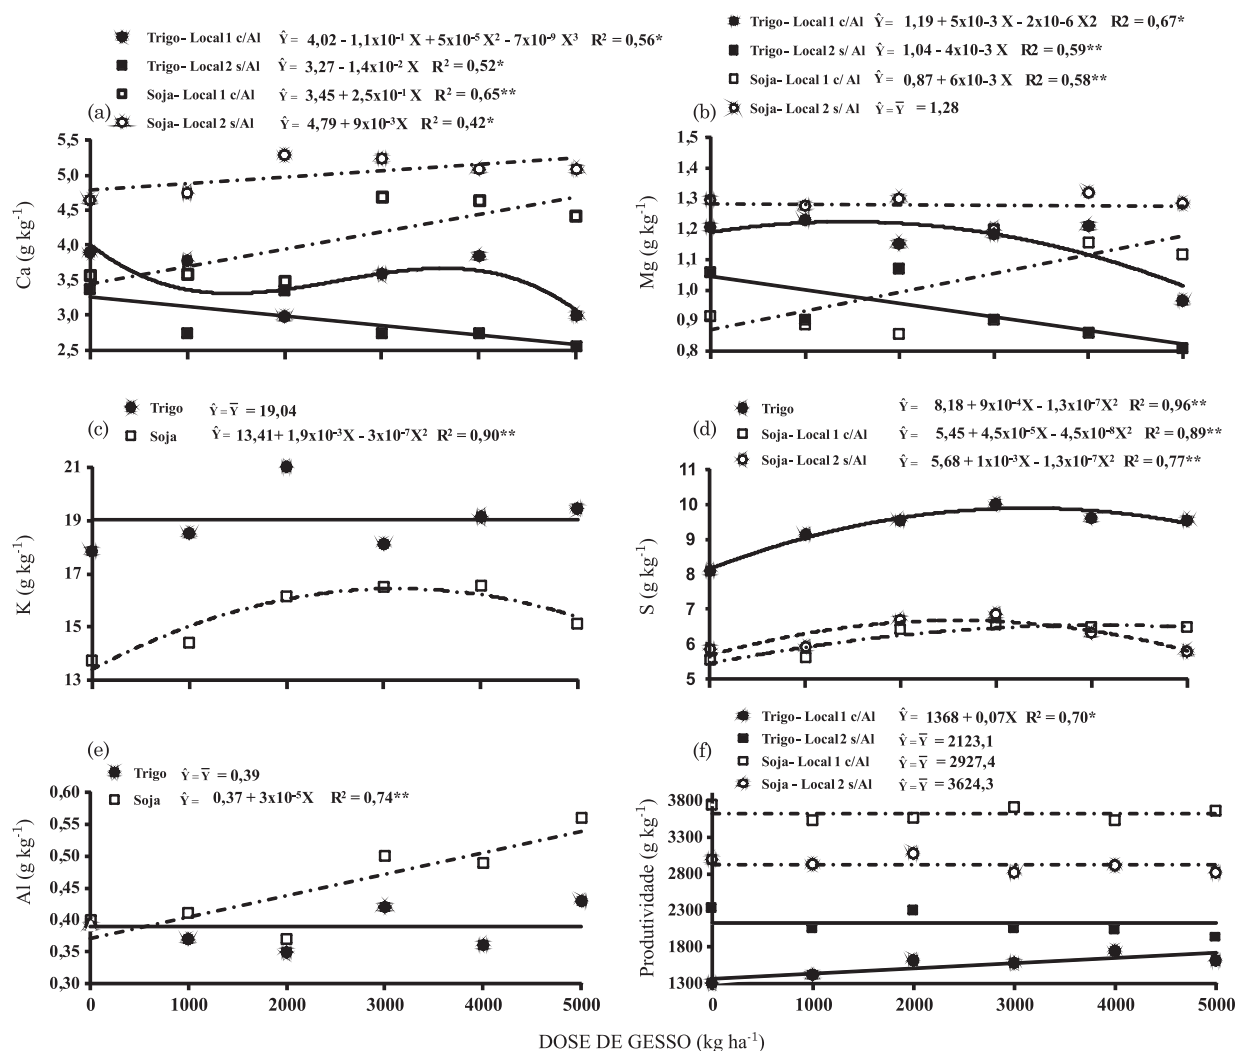 Trigo- Local 1 c/Al Ŷ= 4,02 - 1,1x10⁻¹ X + 5x10⁻⁵ X² - 7x10⁻⁹ X³ R² = 0,56*
Trigo- Local 2 s/Al Ŷ= 3,27 - 1,4x10⁻² X R² = 0,52*
Soja- Local 1 c/Al Ŷ= 3,45 + 2,5x10⁻¹ X R² = 0,65**
Soja- Local 2 s/Al Ŷ= 4,79 + 9x10⁻³X R² = 0,42*
(a)
Ca (g kg⁻¹)
5,5
5,0
4,5
4,0
3,5
3,0
2,5
Trigo- Local 1 c/Al Ŷ= 1,19 + 5x10-3 X - 2x10-6 X2 R2 = 0,67*
Trigo- Local 2 s/Al Ŷ= 1,04 - 4x10-3 X R2 = 0,59**
Soja- Local 1 c/ Al Ŷ= 0,87 + 6x10-3 X R2 = 0,58**
Soja- Local 2 s/ Al Ŷ=Y̅ = 1,28
(b)
Mg (g kg⁻¹)
1,5
1,4
1,3
1,2
1,1
1,0
0,9
0,8
Trigo Ŷ=Y̅ = 19,04
Soja Ŷ= 13,41+ 1,9x10⁻³X - 3x10⁻⁷X² R² = 0,90**
(c)
K (g kg⁻¹)
21
19
17
15
13
Trigo Ŷ= 8,18 + 9x10⁻⁴X - 1,3x10⁻⁷X² R² = 0,96**
Soja- Local 1 c/Al Ŷ= 5,45 + 4,5x10⁻⁵X - 4,5x10⁻⁸X² R² = 0,89**
Soja- Local 2 s/Al Ŷ= 5,68 + 1x10⁻³X - 1,3x10⁻⁷X² R² = 0,77**
(d)
S (g kg⁻¹)
11
10
9
8
7
6
5
(e)
Trigo Ŷ=Y̅ = 0,39
Soja Ŷ= 0,37 + 3x10⁻⁵X R² = 0,74**
Al (g kg⁻¹)
0,60
0,55
0,50
0,45
0,40
0,35
0,30
0 1000 2000 3000 4000 5000
Trigo- Local 1 c/Al Ŷ= 1368 + 0,07X R² = 0,70*
Trigo- Local 2 s/Al Ŷ=Y̅ = 2123,1
Soja- Local 1 c/Al Ŷ=Y̅ = 2927,4
Soja- Local 2 s/Al Ŷ=Y̅ = 3624,3
(f)
Produtividade (g kg⁻¹)
3800
3300
2800
2300
1800
1300
0 1000 2000 3000 4000 5000
DOSE DE GESSO (kg ha⁻¹)